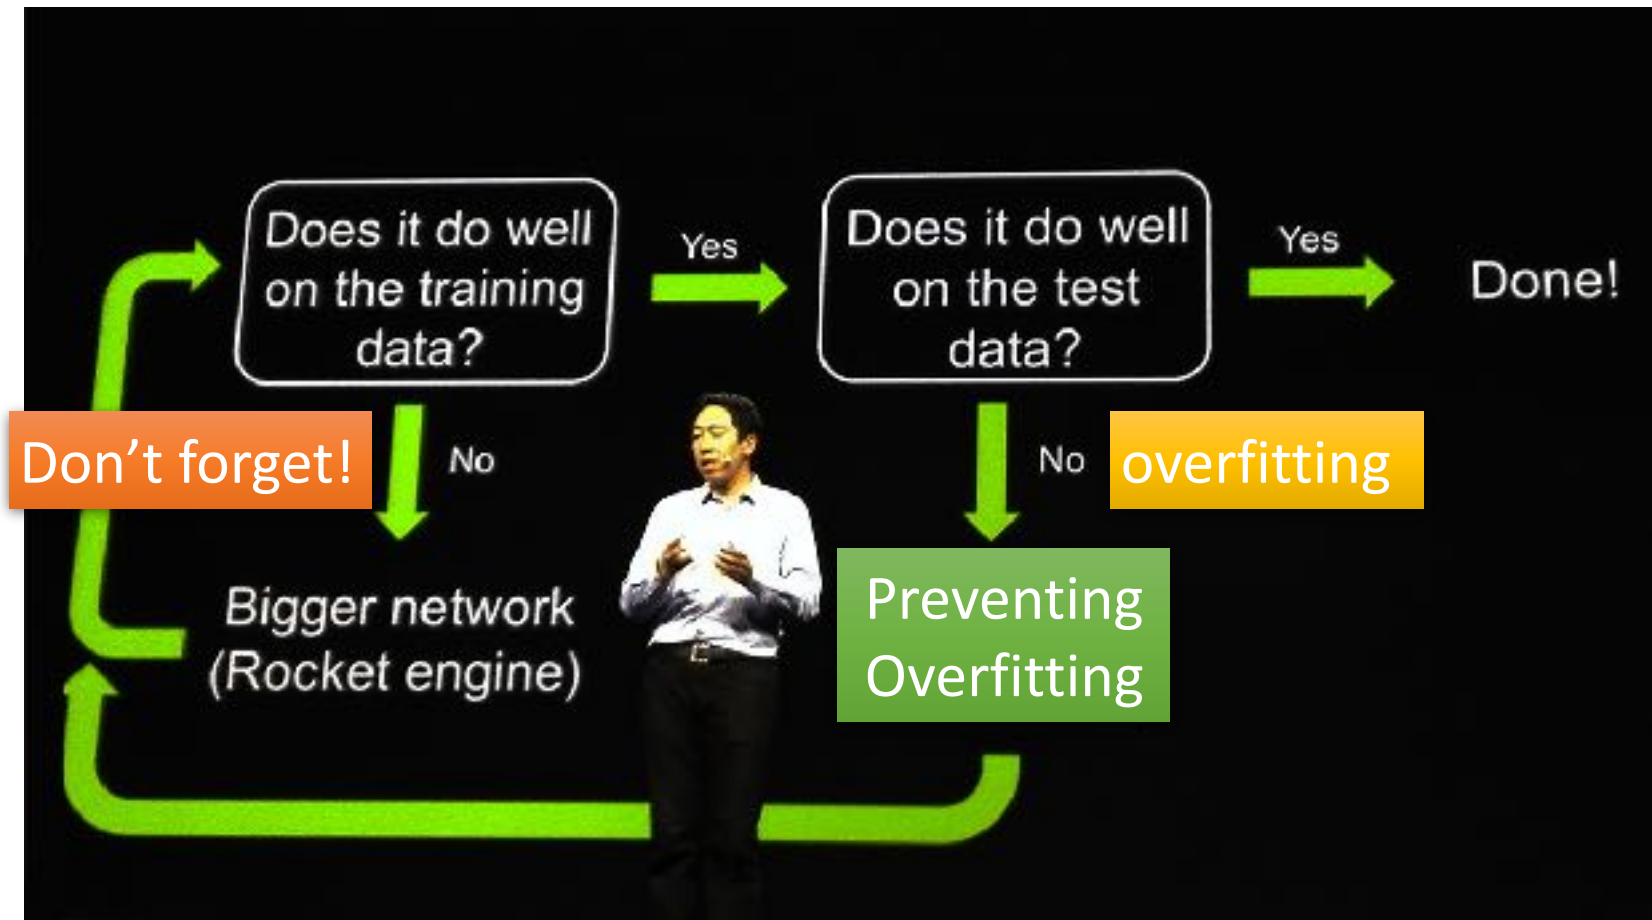 Does it do well
on the training
data?
Yes
Does it do well
on the test
data?
Yes
Done!
Don’t forget!
No
No
overfitting
Bigger network
(Rocket engine)
Preventing
Overfitting